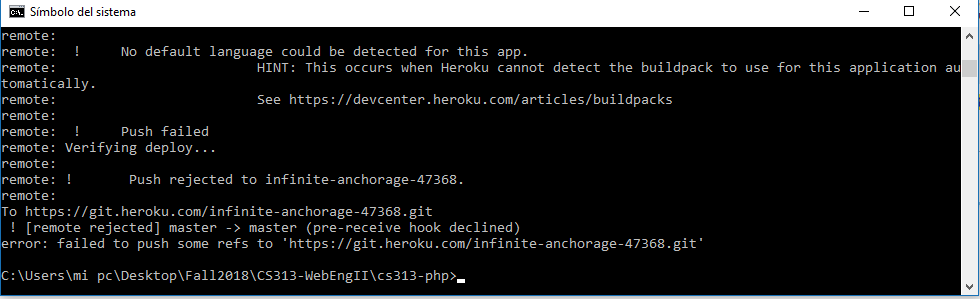 Símbolo del sistema
remote:
remote:  !     No default language could be detected for this app.
remote:                         HINT: This occurs when Heroku cannot detect the buildpack to use for this application au
tomatically.
remote:                         See https://devcenter.heroku.com/articles/buildpacks
remote:
remote:  !     Push failed
remote: Verifying deploy...
remote:
remote: !       Push rejected to infinite-anchorage-47368.
remote:
To https://git.heroku.com/infinite-anchorage-47368.git
 ! [remote rejected] master -> master (pre-receive hook declined)
error: failed to push some refs to 'https://git.heroku.com/infinite-anchorage-47368.git'
C:\Users\mi pc\Desktop\Fall2018\CS313-WebEngII\cs313-php>